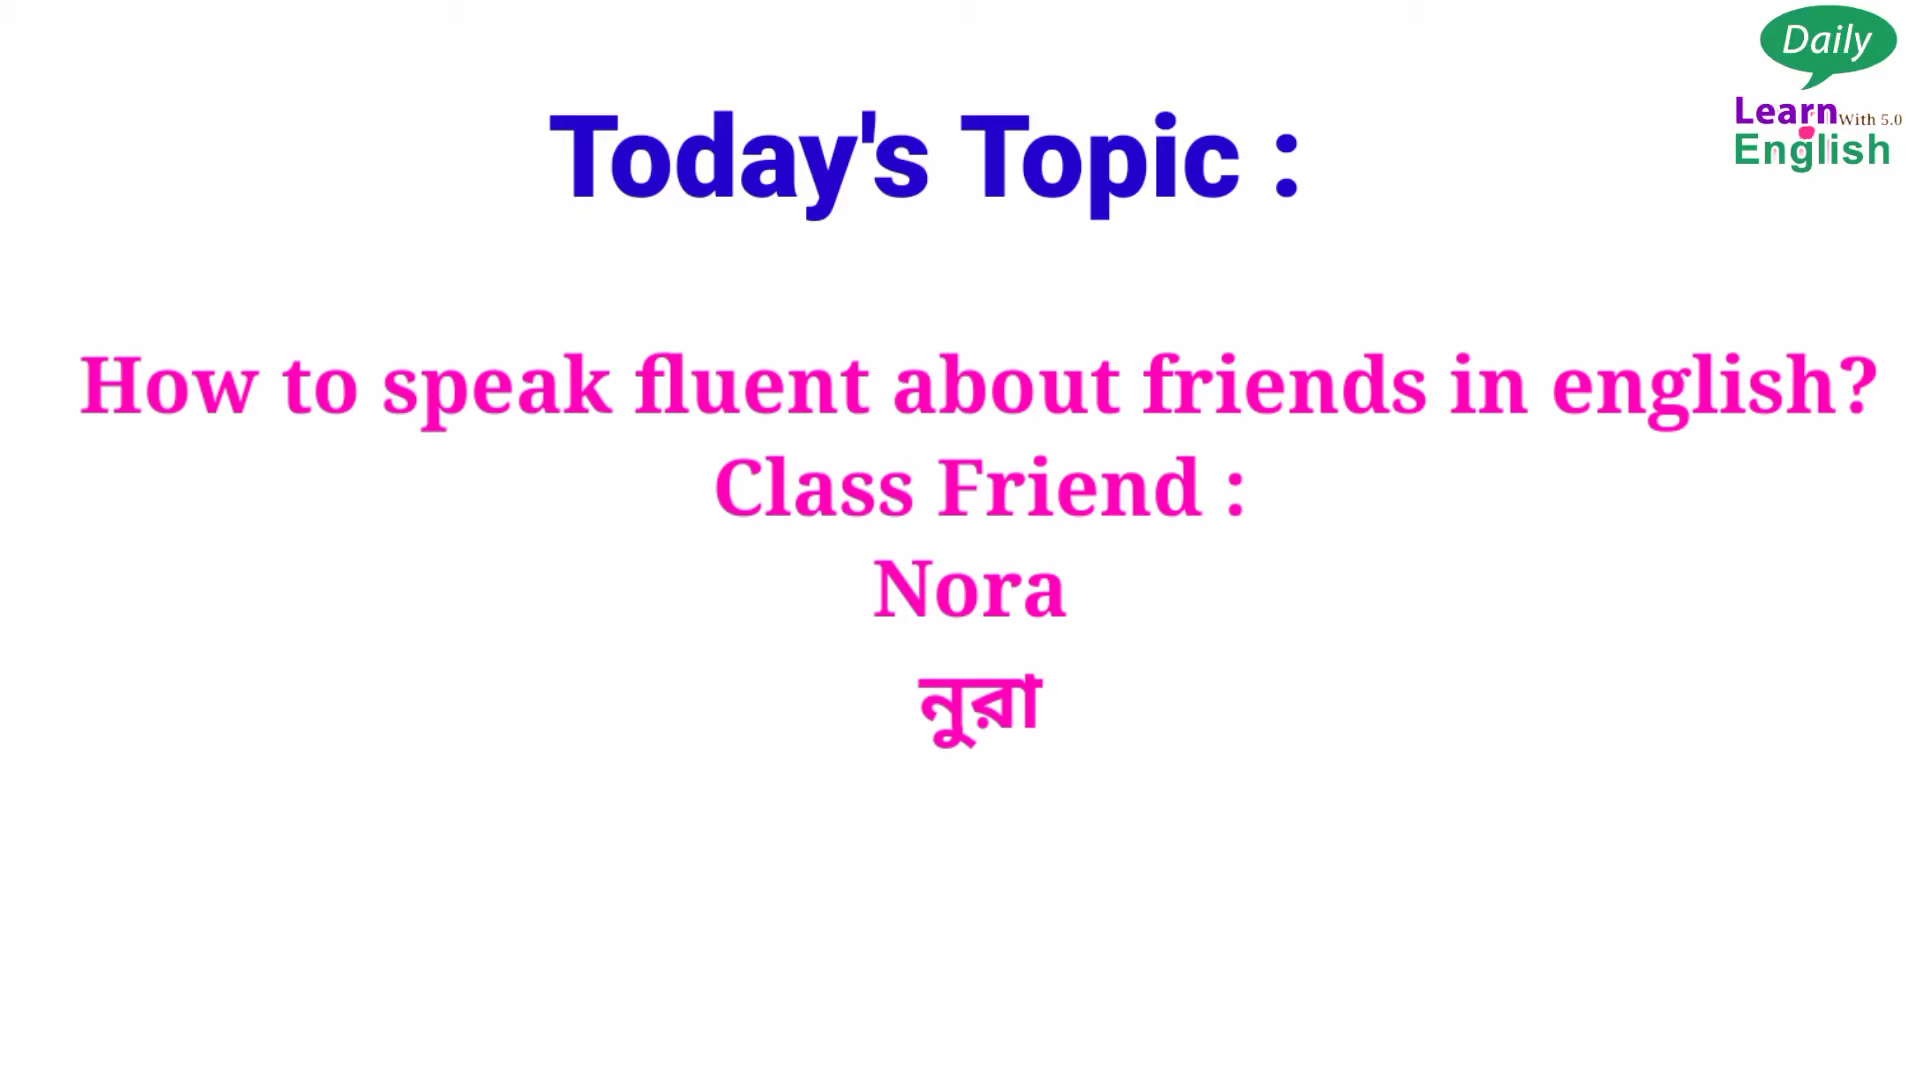 Daily
Learn With 5.0
English
Today's Topic :
How to speak fluent about friends in english?
Class Friend :
Nora
নুরা